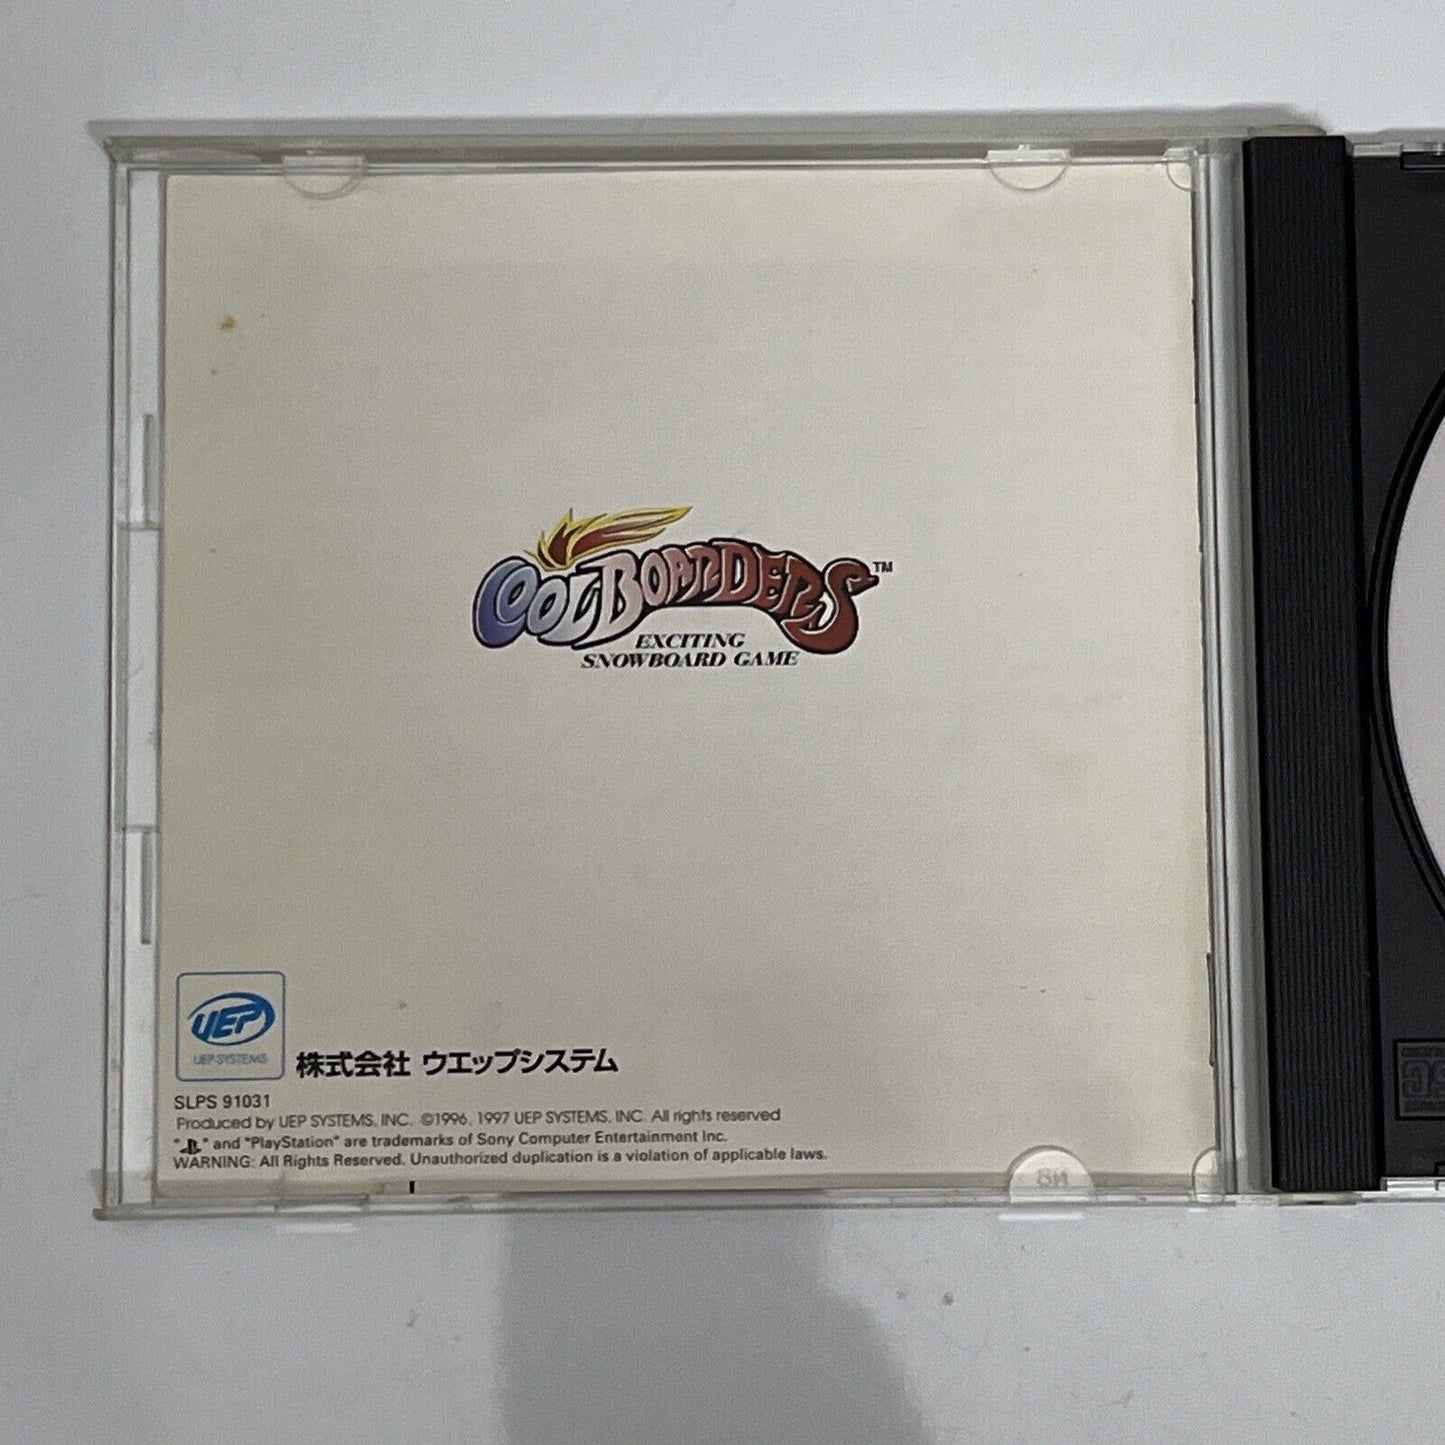 COOLBOARDERS™
EXCITING
SNOWBOARD GAME
UEP
UEP SYSTEMS
株式会社 ウエップシステム
SLPS 91031
Produced by UEP SYSTEMS, INC. ©1996, 1997 UEP SYSTEMS, INC. All rights reserved
" " and "PlayStation" are trademarks of Sony Computer Entertainment Inc.
WARNING: All Rights Reserved. Unauthorized duplication is a violation of applicable laws.